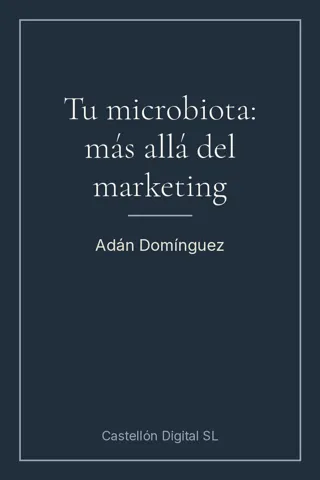 Tu microbiota:
más allá del
marketing
Adán Domínguez
Castellón Digital SL